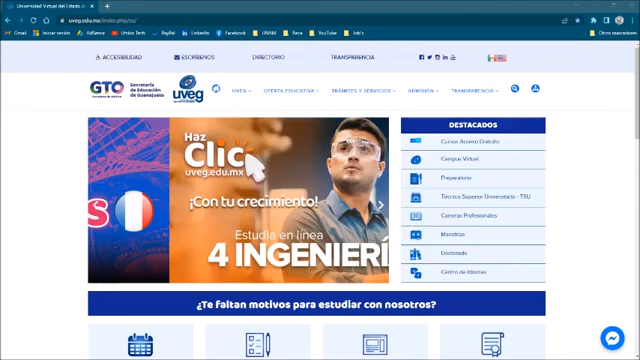 Universidad Virtual del Estado de
uveg.edu.mx/index.php/es/
Gmail
Iniciar sesión
AdSense
Unión Tech
PayPal
LinkedIn
Facebook
UNAM
Beca
YouTube
Job's
Otros marcadores
ACCESIBILIDAD
ESCRÍBENOS
DIRECTORIO
TRANSPARENCIA
GTO
Secretaría
de Educación
de Guanajuato
uveg
UVEG
OFERTA EDUCATIVA
TRÁMITES Y SERVICIOS
ADMISIÓN
TRANSPARENCIA
S
Haz
Clic
uveg.edu.mx
¡Con tu crecimiento!
Estudia en línea
4 INGENIERÍ
DESTACADOS
Cursos Acceso Gratuito
Campus Virtual
Preparatoria
Técnico Superior Universitario - TSU
Carreras Profesionales
Maestrías
Doctorado
Centro de Idiomas
¿Te faltan motivos para estudiar con nosotros?